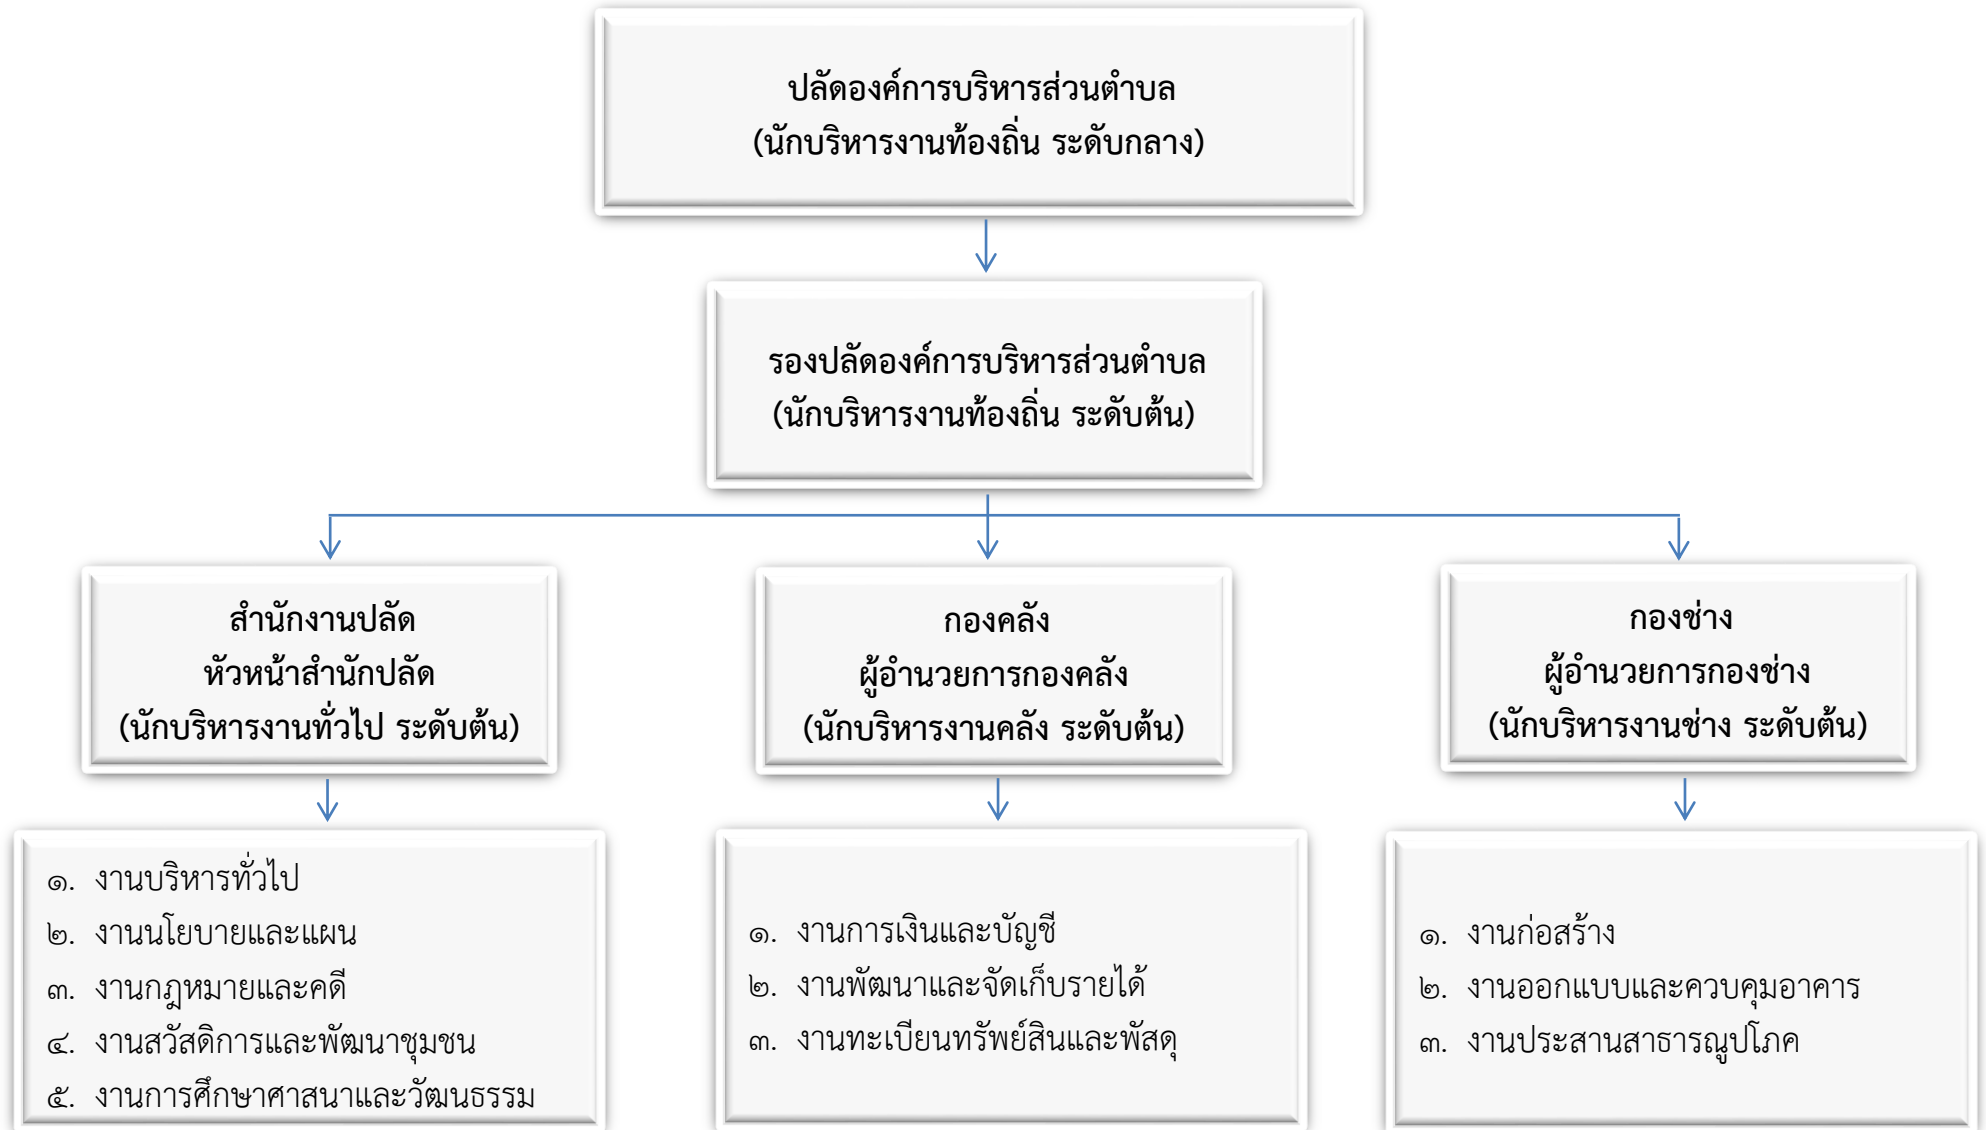 ปลัดองค์การบริหารส่วนตำบล
(นักบริหารงานท้องถิ่น ระดับกลาง)
รองปลัดองค์การบริหารส่วนตำบล
(นักบริหารงานท้องถิ่น ระดับต้น)
สำนักงานปลัด
หัวหน้าสำนักปลัด
(นักบริหารงานทั่วไป ระดับต้น)
กองคลัง
ผู้อำนวยการกองคลัง
(นักบริหารงานคลัง ระดับต้น)
กองช่าง
ผู้อำนวยการกองช่าง
(นักบริหารงานช่าง ระดับต้น)
๑. งานบริหารทั่วไป
๒. งานนโยบายและแผน
๓. งานกฎหมายและคดี
๔. งานสวัสดิการและพัฒนาชุมชน
๕. งานการศึกษาศาสนาและวัฒนธรรม
๑. งานการเงินและบัญชี
๒. งานพัฒนาและจัดเก็บรายได้
๓. งานทะเบียนทรัพย์สินและพัสดุ
๑. งานก่อสร้าง
๒. งานออกแบบและควบคุมอาคาร
๓. งานประสานสาธารณูปโภค